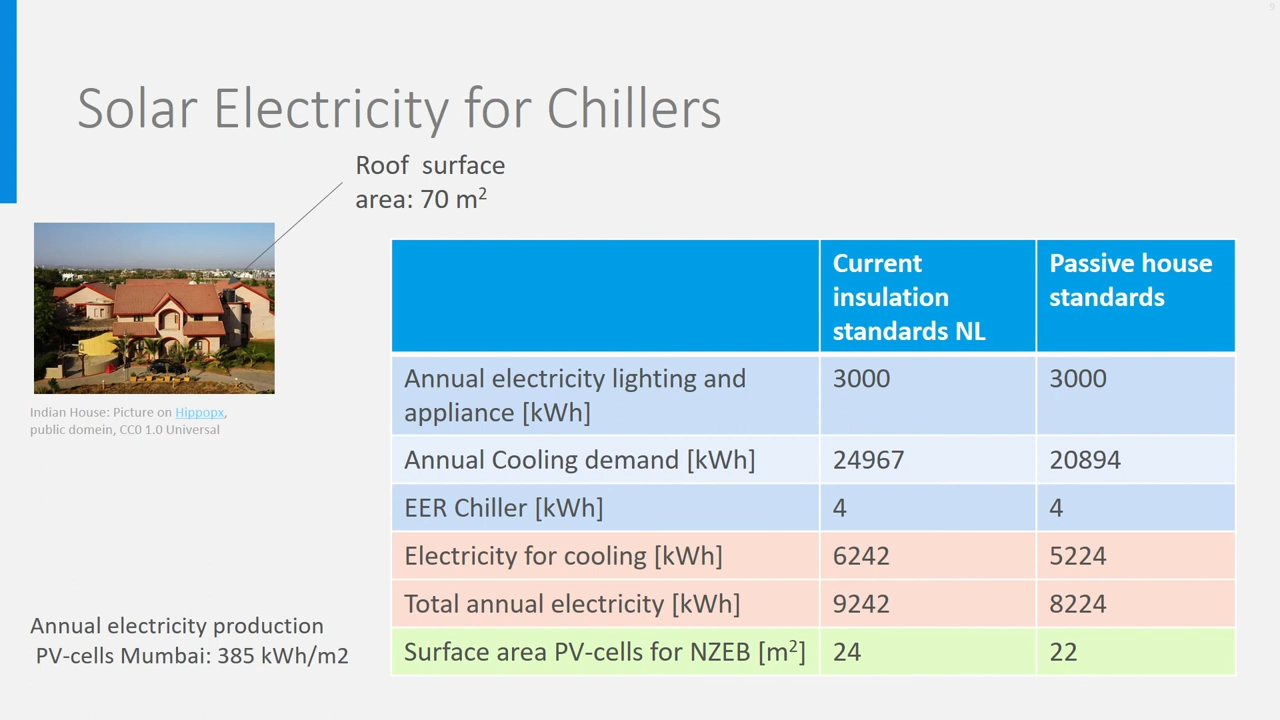 9
Solar Electricity for Chillers
Roof surface
area: 70 m²
Indian House: Picture on Hippopx,
public domein, CC0 1.0 Universal
Current
insulation
standards NL
Passive house
standards
Annual electricity lighting and
appliance [kWh]
3000
3000
Annual Cooling demand [kWh]
24967
20894
EER Chiller [kWh]
4
4
Electricity for cooling [kWh]
6242
5224
Total annual electricity [kWh]
9242
8224
Surface area PV-cells for NZEB [m²]
24
22
Annual electricity production
PV-cells Mumbai: 385 kWh/m2